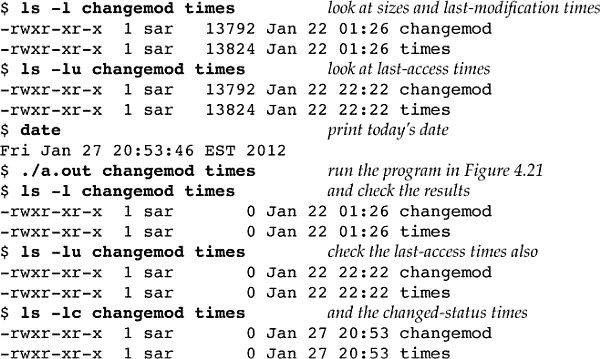 $ ls -l changemod times look at sizes and last-modification times
-rwxr-xr-x 1 sar 13792 Jan 22 01:26 changemod
-rwxr-xr-x 1 sar 13824 Jan 22 01:26 times
$ ls -lu changemod times look at last-access times
-rwxr-xr-x 1 sar 13792 Jan 22 22:22 changemod
-rwxr-xr-x 1 sar 13824 Jan 22 22:22 times
$ date print today's date
Fri Jan 27 20:53:46 EST 2012
$ ./a.out changemod times run the program in Figure 4.21
$ ls -l changemod times and check the results
-rwxr-xr-x 1 sar 0 Jan 22 01:26 changemod
-rwxr-xr-x 1 sar 0 Jan 22 01:26 times
$ ls -lu changemod times check the last-access times also
-rwxr-xr-x 1 sar 0 Jan 22 22:22 changemod
-rwxr-xr-x 1 sar 0 Jan 22 22:22 times
$ ls -lc changemod times and the changed-status times
-rwxr-xr-x 1 sar 0 Jan 27 20:53 changemod
-rwxr-xr-x 1 sar 0 Jan 27 20:53 times